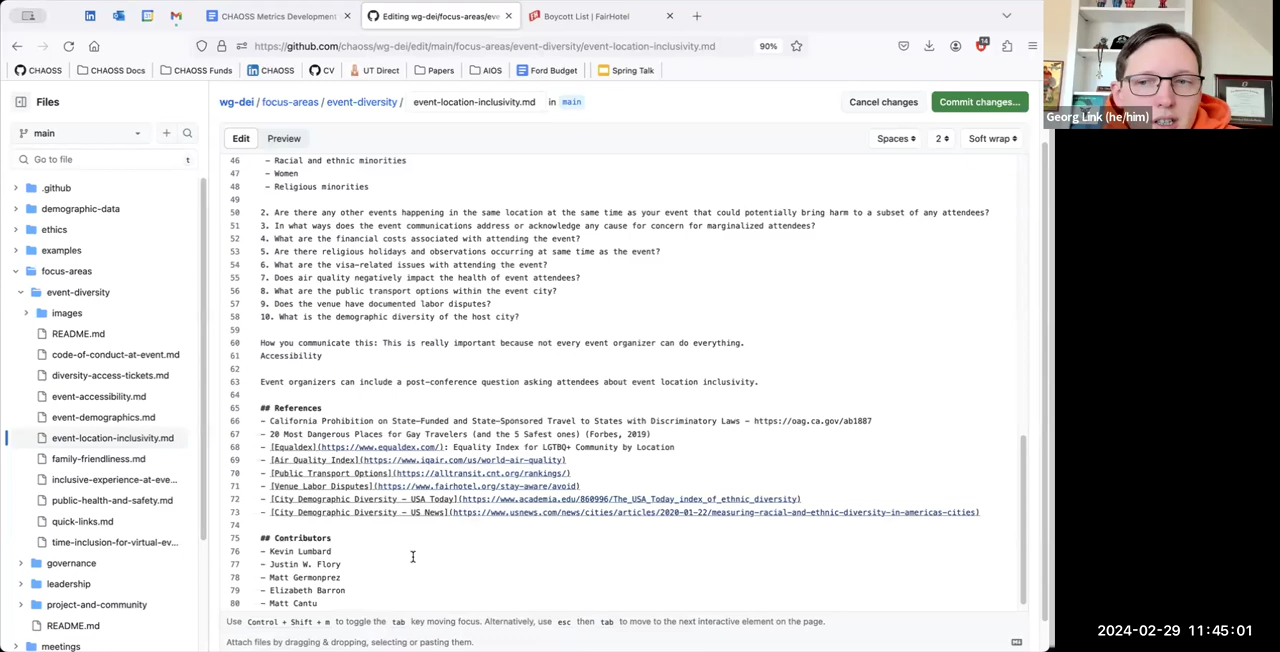 CHAOSS Metrics Development
Editing wg-dei/focus-areas/eve
Boycott List | FairHotel
https://github.com/chaoss/wg-dei/edit/main/focus-areas/event-diversity/event-location-inclusivity.md
90%
14
CHAOSS
CHAOSS Docs
CHAOSS Funds
CHAOSS
CV
UT Direct
Papers
AIOS
Ford Budget
Spring Talk
Georg Link (he/him)
Files
wg-dei / focus-areas / event-diversity / event-location-inclusivity.md in main
Cancel changes
Commit changes...
main
Edit
Preview
Spaces
2
Soft wrap
Go to file
t
.github
demographic-data
ethics
examples
focus-areas
event-diversity
images
README.md
code-of-conduct-at-event.md
diversity-access-tickets.md
event-accessibility.md
event-demographics.md
event-location-inclusivity.md
family-friendliness.md
inclusive-experience-at-eve...
public-health-and-safety.md
quick-links.md
time-inclusion-for-virtual-ev...
governance
leadership
project-and-community
README.md
meetings
46 - Racial and ethnic minorities
47 - Women
48 - Religious minorities
49
50 2. Are there any other events happening in the same location at the same time as your event that could potentially bring harm to a subset of any attendees?
51 3. In what ways does the event communications address or acknowledge any cause for concern for marginalized attendees?
52 4. What are the financial costs associated with attending the event?
53 5. Are there religious holidays and observations occurring at same time as the event?
54 6. What are the visa-related issues with attending the event?
55 7. Does air quality negatively impact the health of event attendees?
56 8. What are the public transport options within the event city?
57 9. Does the venue have documented labor disputes?
58 10. What is the demographic diversity of the host city?
59
60 How you communicate this: This is really important because not every event organizer can do everything.
61 Accessibility
62
63 Event organizers can include a post-conference question asking attendees about event location inclusivity.
64
65 ## References
66 - California Prohibition on State-Funded and State-Sponsored Travel to States with Discriminatory Laws - https://oag.ca.gov/ab1887
67 - 20 Most Dangerous Places for Gay Travelers (and the 5 Safest ones) (Forbes, 2019)
68 - [Equaldex](https://www.equaldex.com/): Equality Index for LGTBQ+ Community by Location
69 - [Air Quality Index](https://www.iqair.com/us/world-air-quality)
70 - [Public Transport Options](https://alltransit.cnt.org/rankings/)
71 - [Venue Labor Disputes](https://www.fairhotel.org/stay-aware/avoid)
72 - [City Demographic Diversity - USA Today](https://www.academia.edu/860996/The_USA_Today_index_of_ethnic_diversity)
73 - [City Demographic Diversity - US News](https://www.usnews.com/news/cities/articles/2020-01-22/measuring-racial-and-ethnic-diversity-in-americas-cities)
74
75 ## Contributors
76 - Kevin Lumbard
77 - Justin W. Flory
78 - Matt Germonprez
79 - Elizabeth Barron
80 - Matt Cantu
Use Control + Shift + m to toggle the tab key moving focus. Alternatively, use esc then tab to move to the next interactive element on the page.
Attach files by dragging & dropping, selecting or pasting them.
2024-02-29 11:45:01